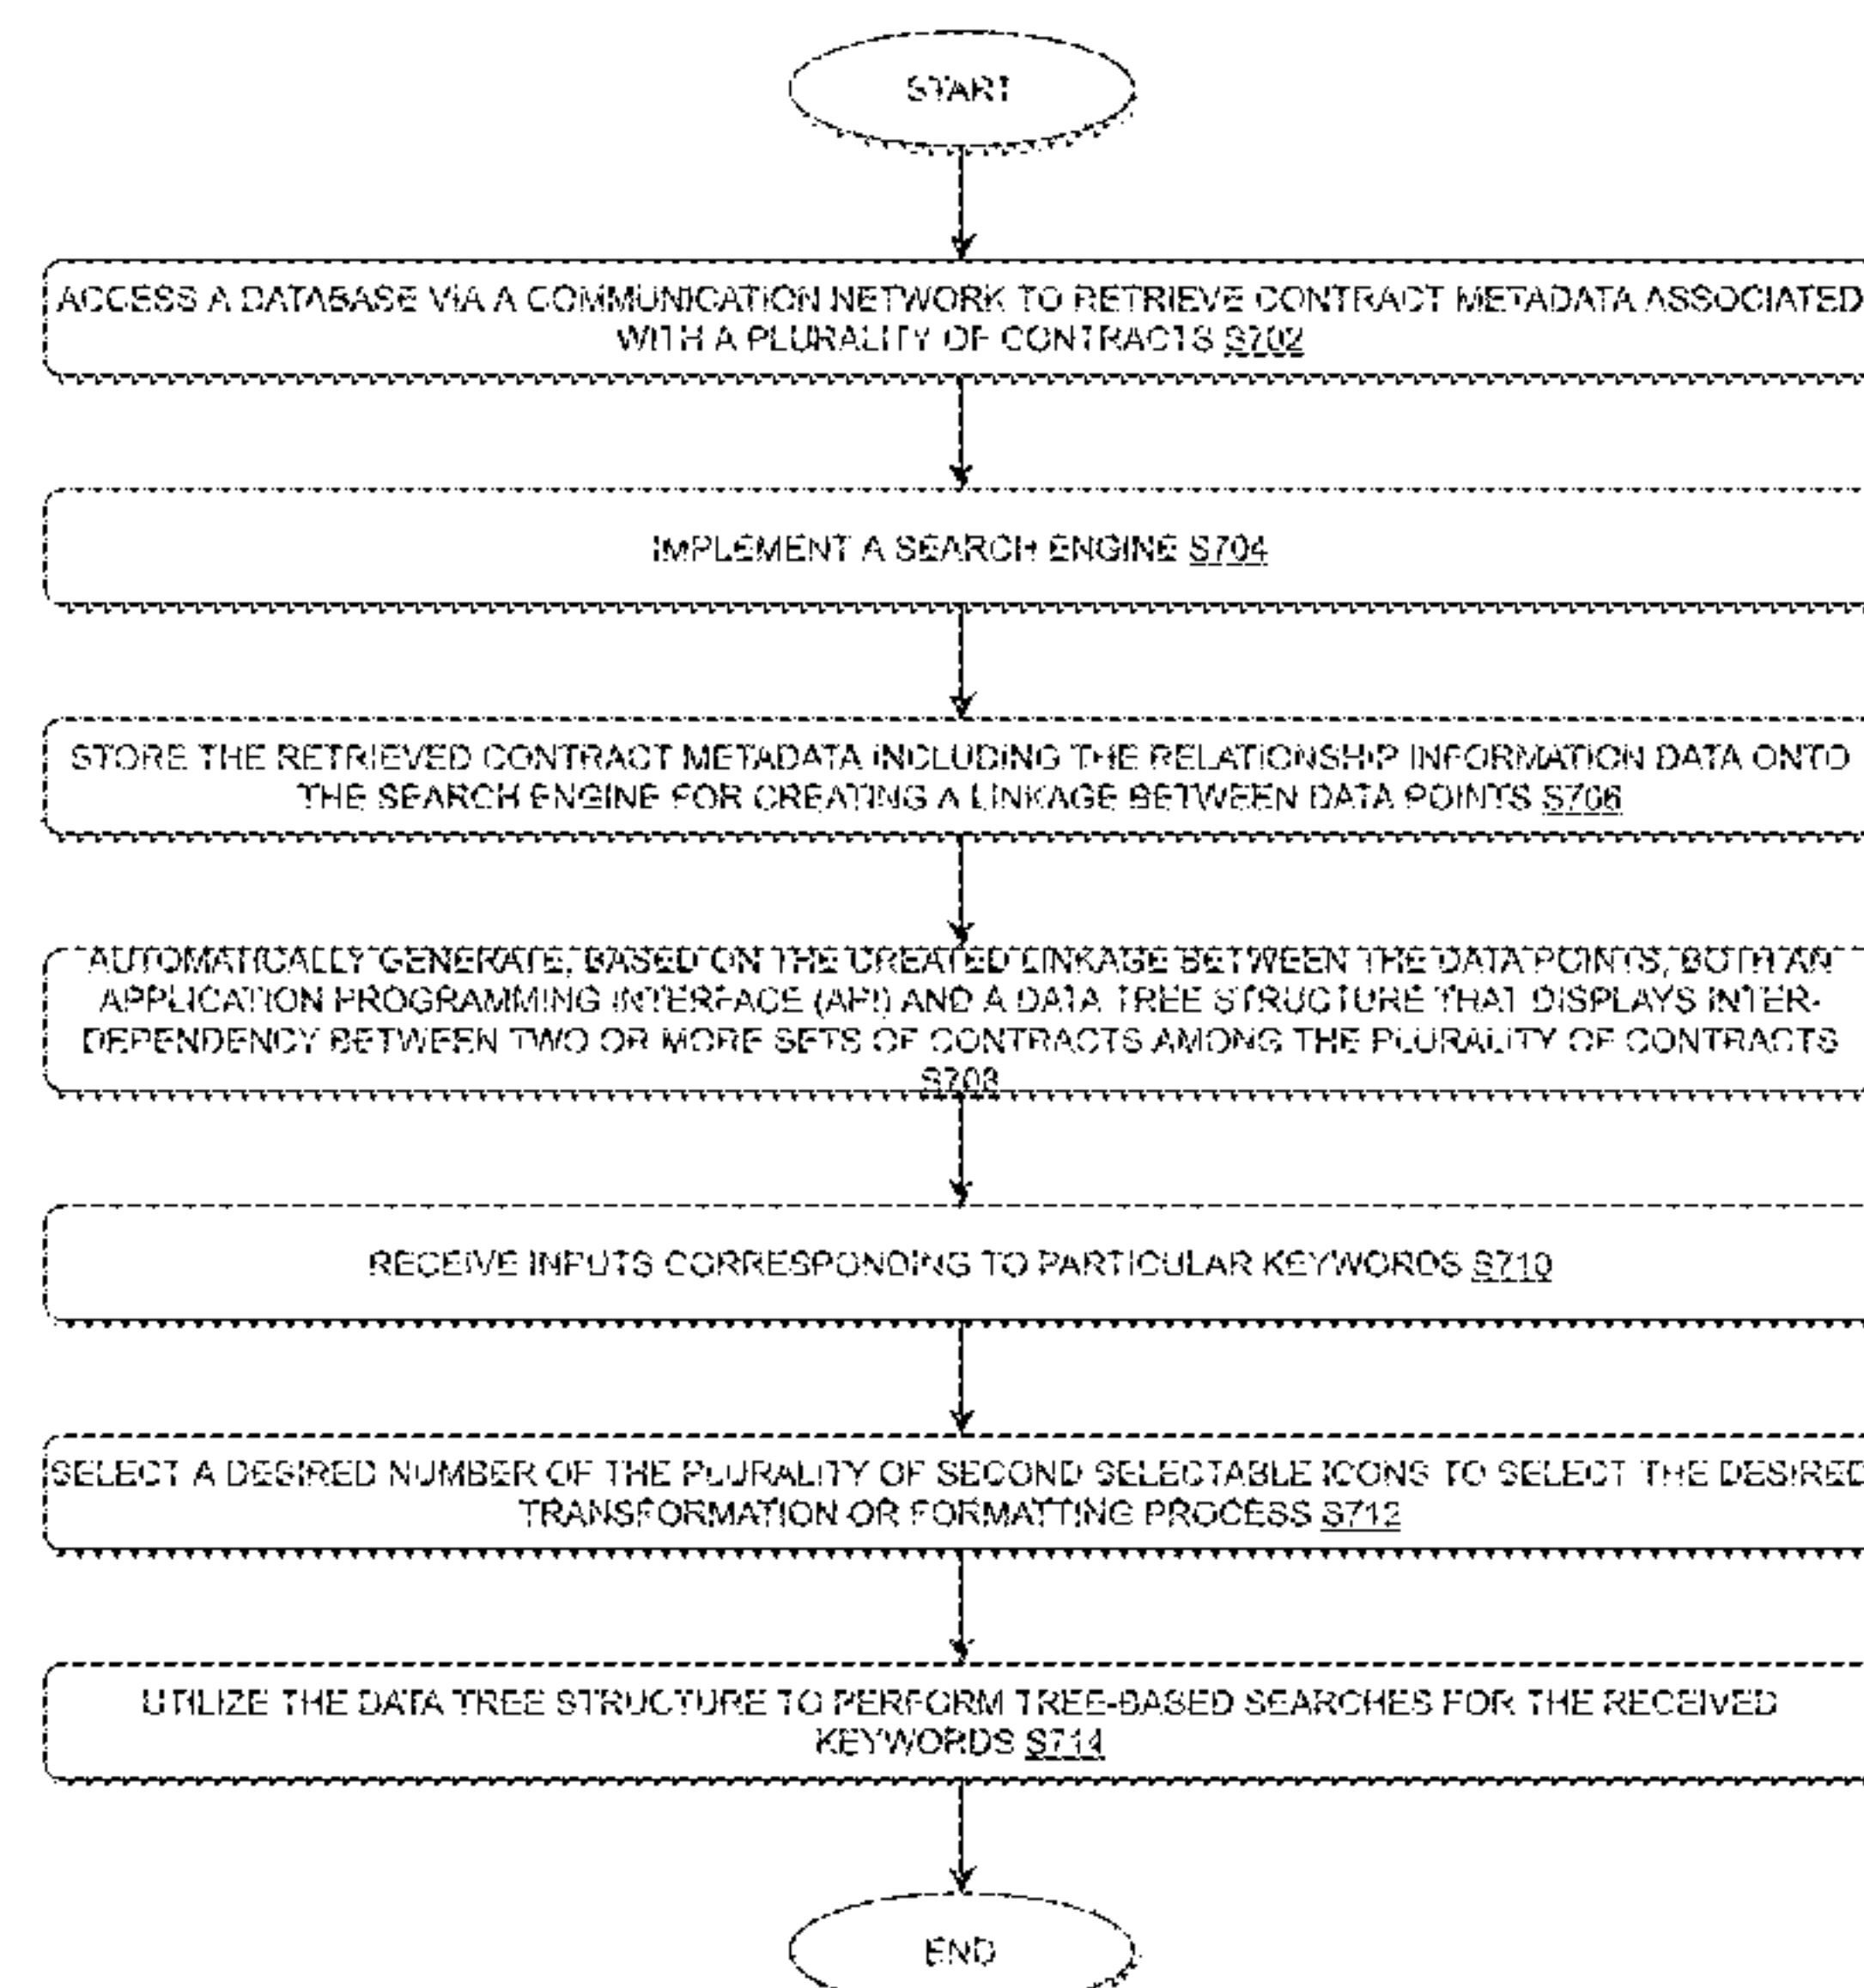 START
ACCESS A DATABASE VIA A COMMUNICATION NETWORK TO RETRIEVE CONTRACT METADATA ASSOCIATED
WITH A PLURALITY OF CONTRACTS S702
IMPLEMENT A SEARCH ENGINE S704
STORE THE RETRIEVED CONTRACT METADATA INCLUDING THE RELATIONSHIP INFORMATION DATA ONTO
THE SEARCH ENGINE FOR CREATING A LINKAGE BETWEEN DATA POINTS S706
AUTOMATICALLY GENERATE, BASED ON THE CREATED LINKAGE BETWEEN THE DATA POINTS, BOTH AN
APPLICATION PROGRAMMING INTERFACE (API) AND A DATA TREE STRUCTURE THAT DISPLAYS INTER-
DEPENDENCY BETWEEN TWO OR MORE SETS OF CONTRACTS AMONG THE PLURALITY OF CONTRACTS
S708
RECEIVE INPUTS CORRESPONDING TO PARTICULAR KEYWORDS S710
SELECT A DESIRED NUMBER OF THE PLURALITY OF SECOND SELECTABLE ICONS TO SELECT THE DESIRED
TRANSFORMATION OR FORMATTING PROCESS S712
UTILIZE THE DATA TREE STRUCTURE TO PERFORM TREE-BASED SEARCHES FOR THE RECEIVED
KEYWORDS S714
END